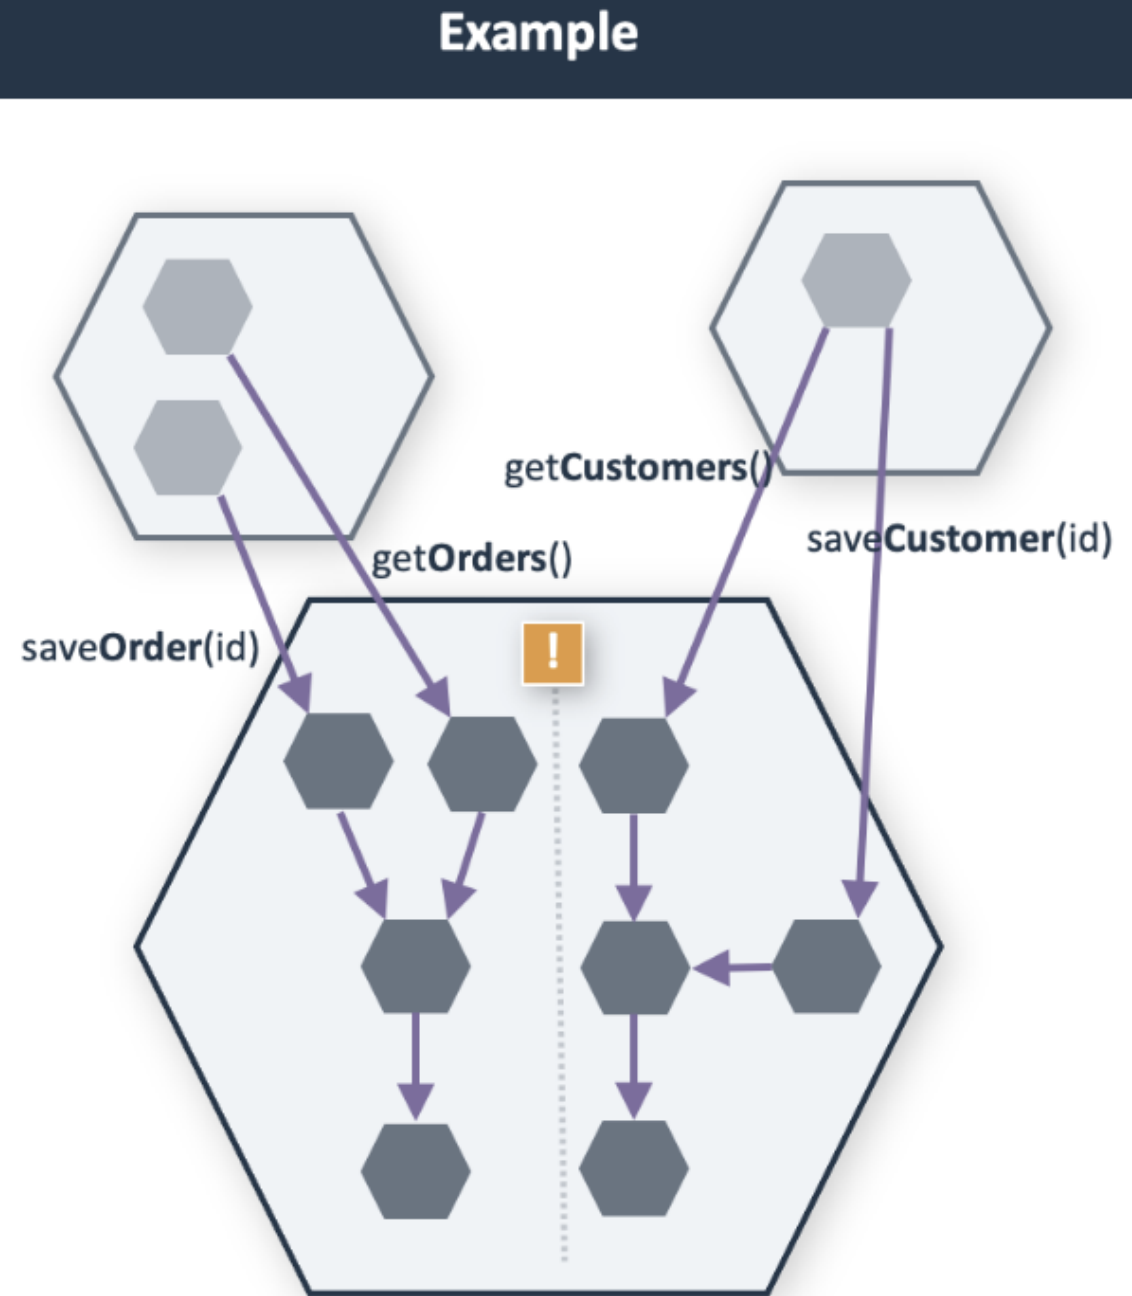 Example
getCustomers()
saveCustomer(id)
getOrders()
saveOrder(id)
!